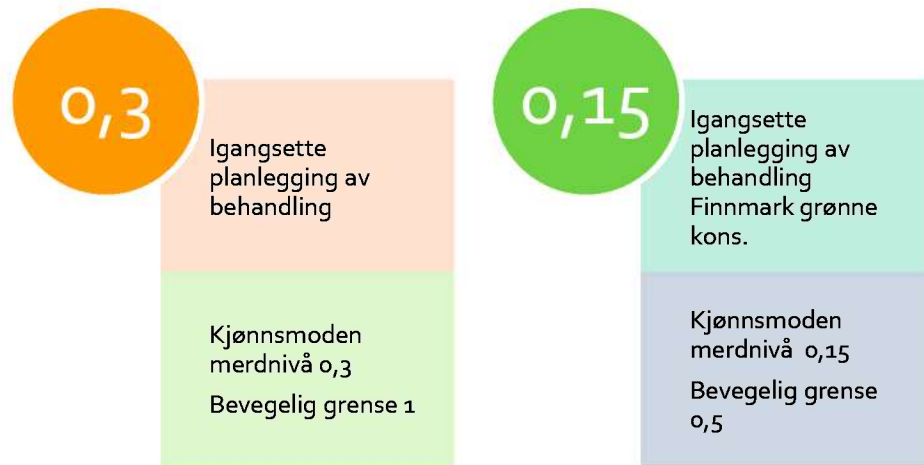 0,3
Igangsette
planlegging av
behandling
Kjønnsmoden
merdnivå 0,3
Bevegelig grense 1
0,15
Igangsette
planlegging av
behandling
Finnmark grønne
kons.
Kjønnsmoden
merdnivå 0,15
Bevegelig grense
0,5